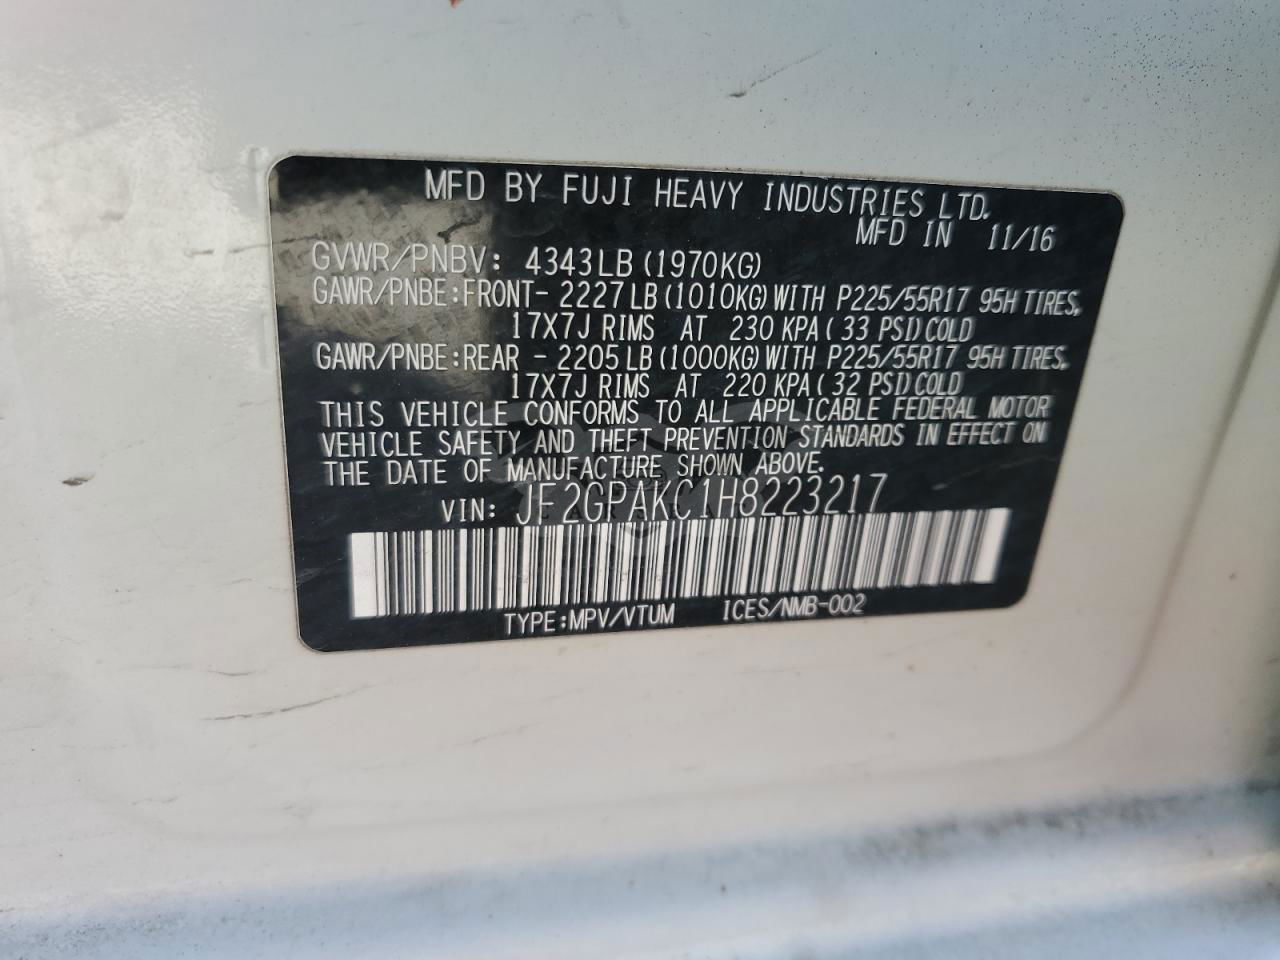 MFD BY FUJI HEAVY INDUSTRIES LTD.
MFD IN 11/16
GVWR/PNBV: 4343LB (1970KG)
GAWR/PNBE:FRONT- 2227 LB (1010KG) WITH P225/55R17 95H TIRES,
17X7J RIMS AT 230 KPA ( 33 PSI) COLD
GAWR/PNBE:REAR - 2205 LB (1000KG) WITH P225/55R17 95H TIRES,
17X7J RIMS AT 220 KPA ( 32 PSI) COLD
THIS VEHICLE CONFORMS TO ALL APPLICABLE FEDERAL MOTOR
VEHICLE SAFETY AND THEFT PREVENTION STANDARDS IN EFFECT ON
THE DATE OF MANUFACTURE SHOWN ABOVE.
VIN: JF2GPAKC1H8223217
TYPE:MPV/VTUM ICES/NMB-002